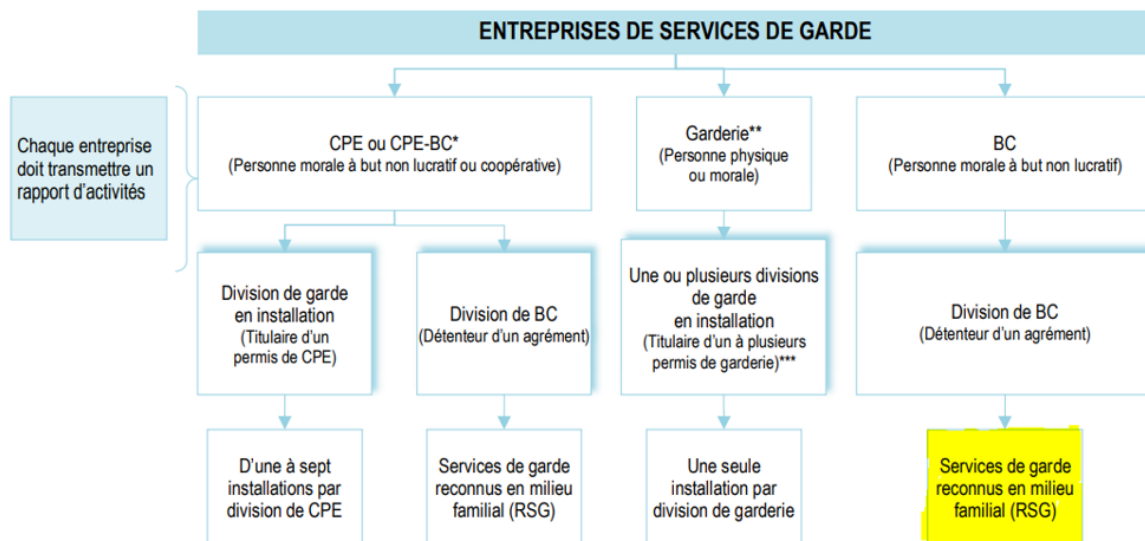 ENTREPRISES DE SERVICES DE GARDE
Chaque entreprise
doit transmettre un
rapport d'activités
CPE ou CPE-BC*
(Personne morale à but non lucratif ou coopérative)
Garderie**
(Personne physique
ou morale)
BC
(Personne morale à but non lucratif)
Division de garde
en installation
(Titulaire d'un
permis de CPE)
Division de BC
(Détenteur d'un agrément)
Une ou plusieurs divisions
de garde
en installation
(Titulaire d'un à plusieurs
permis de garderie)***
Division de BC
(Détenteur d'un agrément)
D'une à sept
installations par
division de CPE
Services de garde
reconnus en milieu
familial (RSG)
Une seule
installation par
division de garderie
Services de garde
reconnus en milieu
familial (RSG)